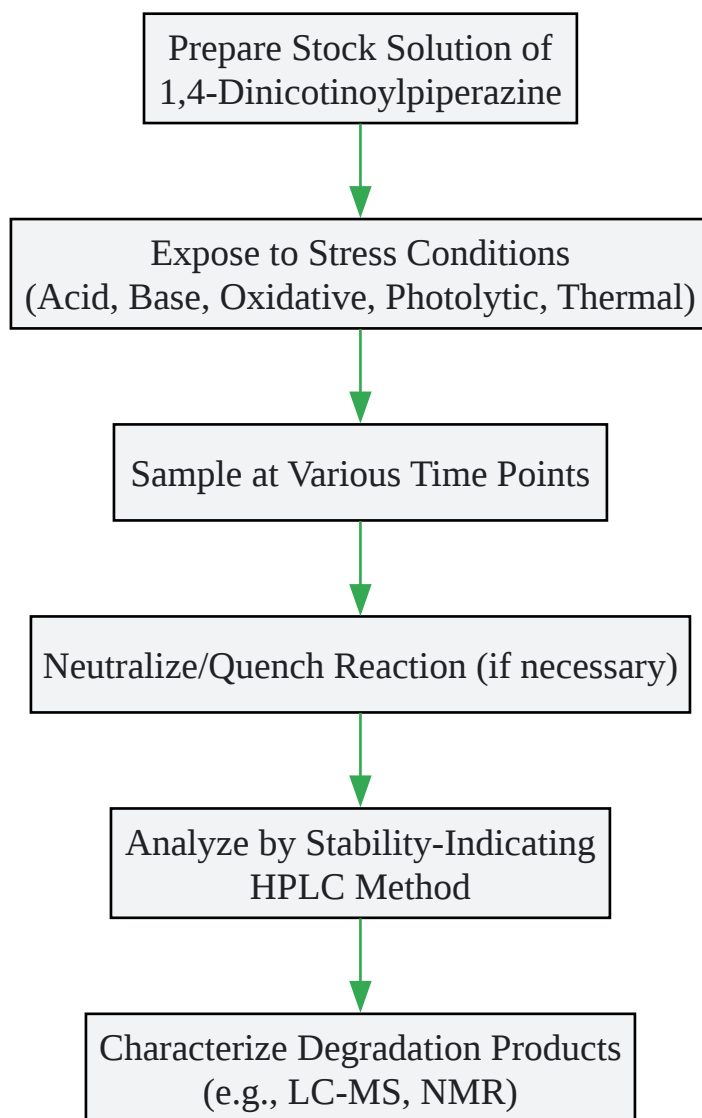 Prepare Stock Solution of
1,4-Dinicotinoylpiperazine
Expose to Stress Conditions
(Acid, Base, Oxidative, Photolytic, Thermal)
Sample at Various Time Points
Neutralize/Quench Reaction (if necessary)
Analyze by Stability-Indicating
HPLC Method
Characterize Degradation Products
(e.g., LC-MS, NMR)